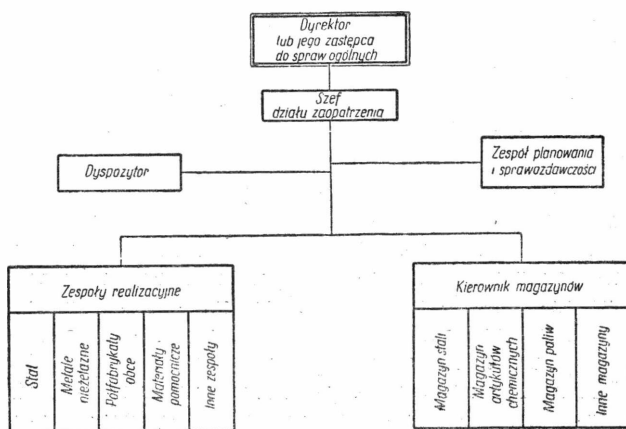 Dyrektor
lub jego zastępca
do spraw ogólnych
Szef
działu zaopatrzenia
Dyspozytor
Zespół planowania
i sprawozdawczości
Zespoły realizacyjne
Stal
Metale
nieżelazne
Półfabrykaty
obce
Materiały
pomocnicze
Inne zespoły
Kierownik magazynów
Magazyn stali
Magazyn
artykułów
chemicznych
Magazyn paliw
Inne magazyny